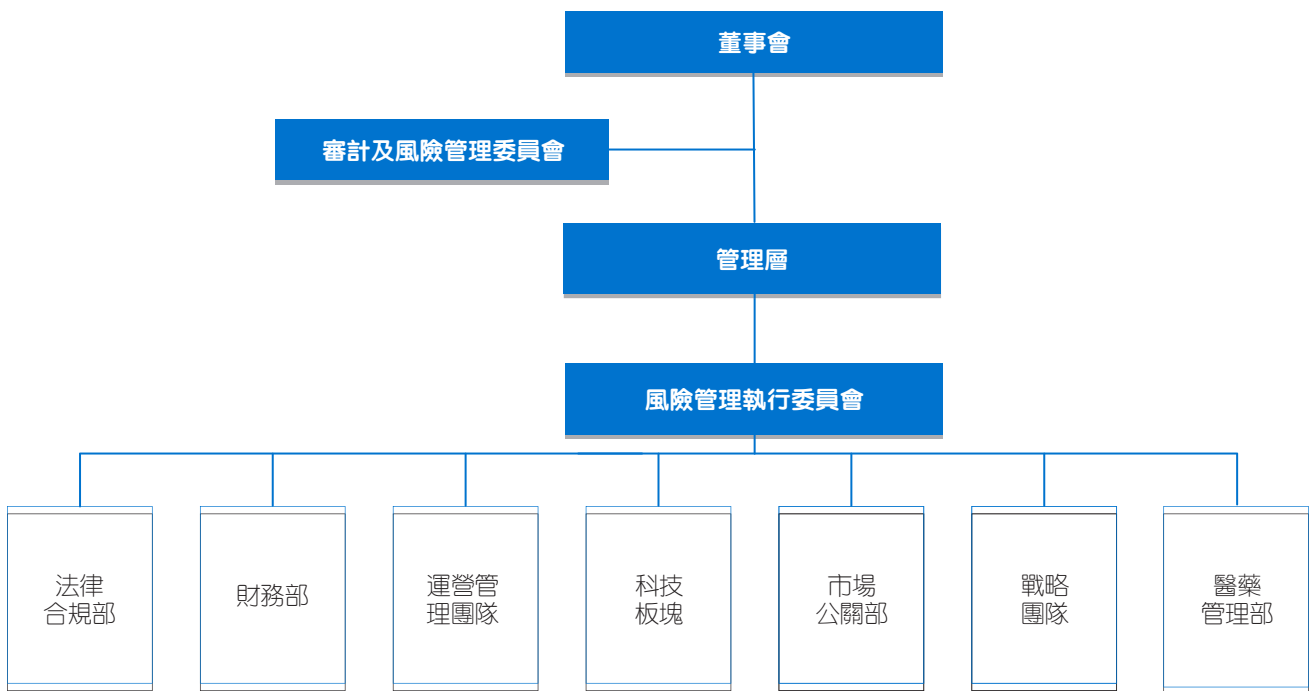 董事會
審計及風險管理委員會
管理層
風險管理執行委員會
法律
合規部
財務部
運營管
理團隊
科技
板塊
市場
公關部
戰略
團隊
醫藥
管理部